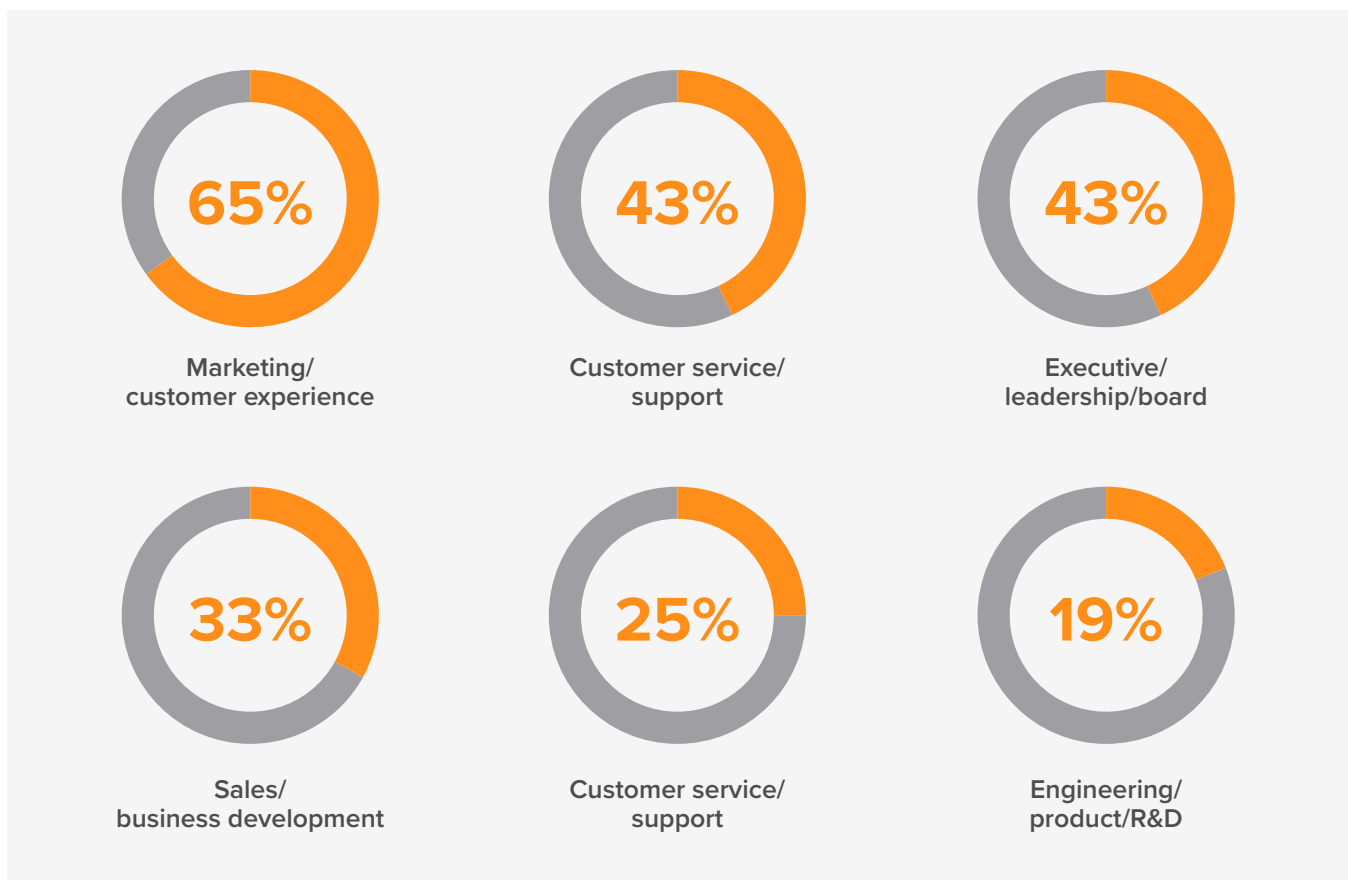 65%
43%
43%
Marketing/
customer experience
Customer service/
support
Executive/
leadership/board
33%
25%
19%
Sales/
business development
Customer service/
support
Engineering/
product/R&D